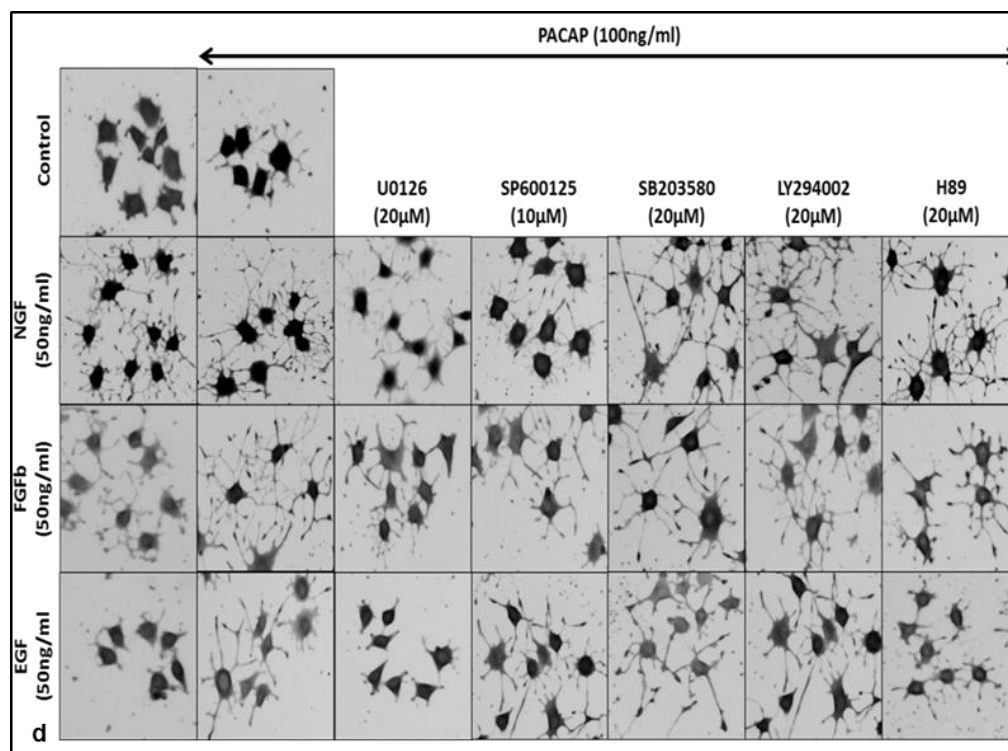 PACAP (100ng/ml)
Control
U0126
(20µM)
SP600125
(10µM)
SB203580
(20µM)
LY294002
(20µM)
H89
(20µM)
NGF
(50ng/ml)
FGFb
(50ng/ml)
EGF
(50ng/ml
d